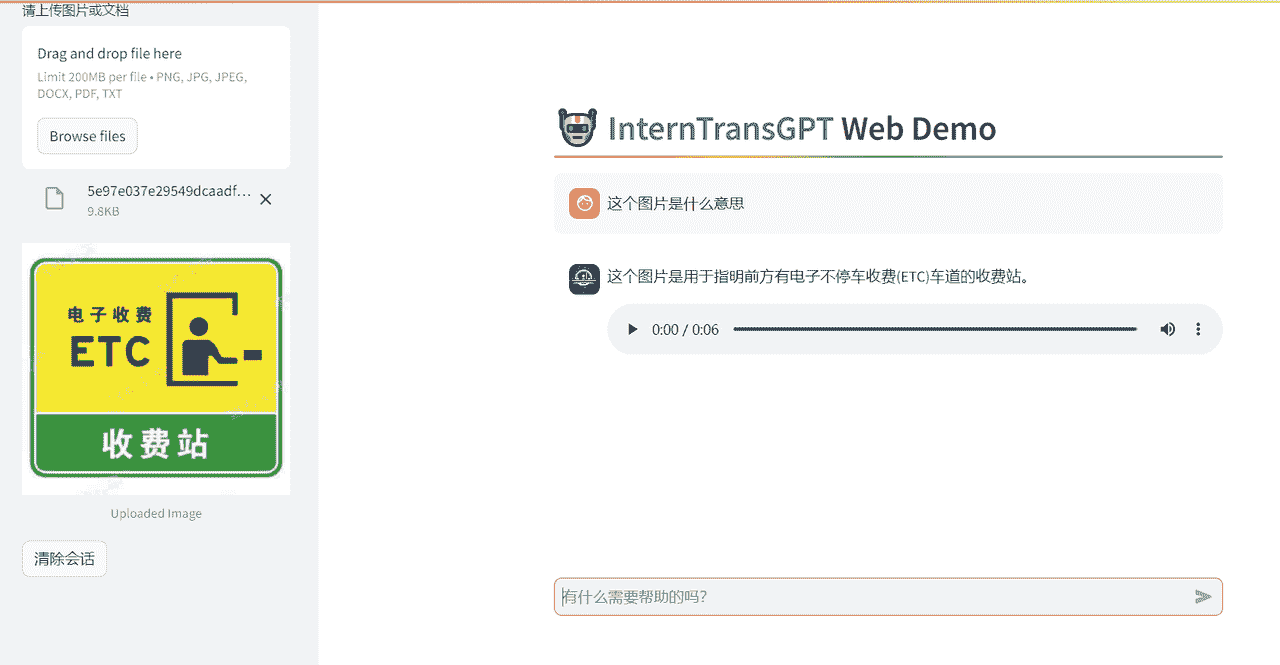 请上传图片或文档
Drag and drop file here
Limit 200MB per file • PNG, JPG, JPEG,
DOCX, PDF, TXT
Browse files
5e97e037e29549dcaadf...
9.8KB
电子收费
ETC
收费站
Uploaded Image
清除会话
InternTransGPT Web Demo
这个图片是什么意思
这个图片是用于指明前方有电子不停车收费(ETC)车道的收费站。
0:00 / 0:06
有什么需要帮助的吗?